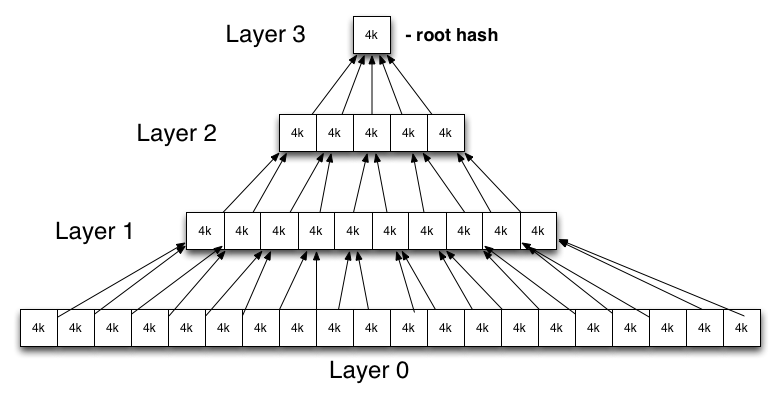 Layer 3 4k - root hash
Layer 2 4k 4k 4k 4k 4k
Layer 1 4k 4k 4k 4k 4k 4k 4k 4k 4k 4k
4k 4k 4k 4k 4k 4k 4k 4k 4k 4k 4k 4k 4k 4k 4k 4k 4k 4k 4k 4k
Layer 0